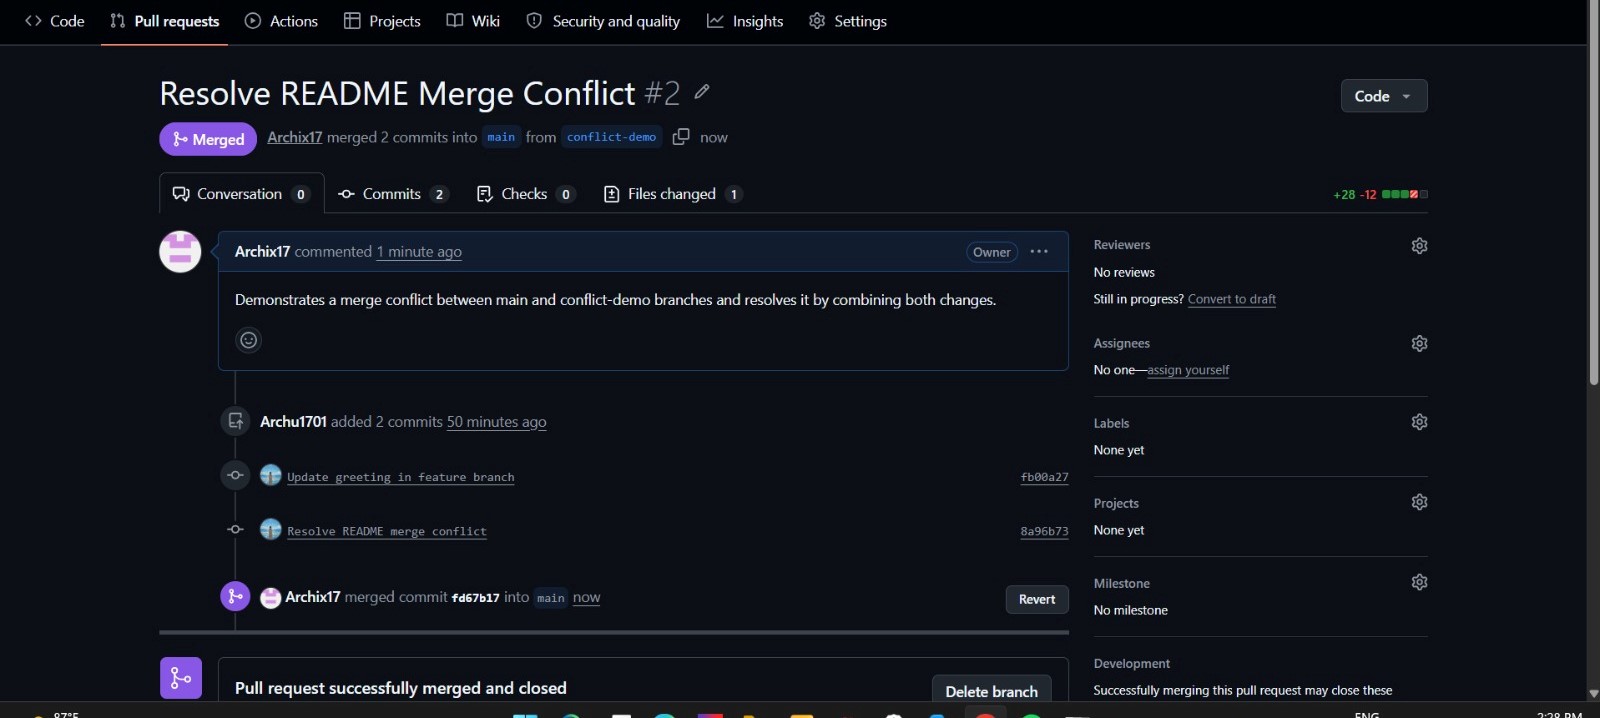 Code Pull requests Actions Projects Wiki Security and quality Insights Settings
Resolve README Merge Conflict #2
Code
Merged Archix17 merged 2 commits into main from conflict-demo now
Conversation 0 Commits 2 Checks 0 Files changed 1
+28 -12
Archix17 commented 1 minute ago
Owner
Demonstrates a merge conflict between main and conflict-demo branches and resolves it by combining both changes.
Archu1701 added 2 commits 50 minutes ago
Update greeting in feature branch fb00a27
Resolve README merge conflict 8a96b73
Archix17 merged commit fd67b17 into main now
Revert
Pull request successfully merged and closed
Delete branch
Reviewers
No reviews
Still in progress? Convert to draft
Assignees
No one—assign yourself
Labels
None yet
Projects
None yet
Milestone
No milestone
Development
Successfully merging this pull request may close these
87°F
ENG
2:28 PM